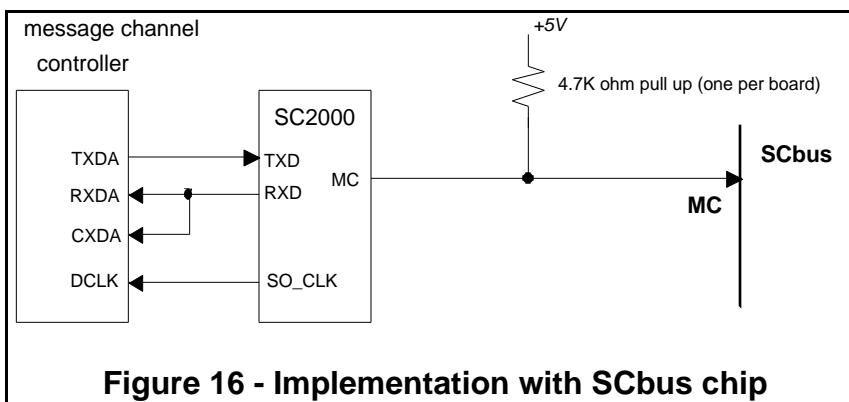 message channel
controller
TXDA
RXDA
CXDA
DCLK
SC2000
TXD
RXD
MC
SO_CLK
+5V
4.7K ohm pull up (one per board)
SCbus
MC
Figure 16 - Implementation with SCbus chip